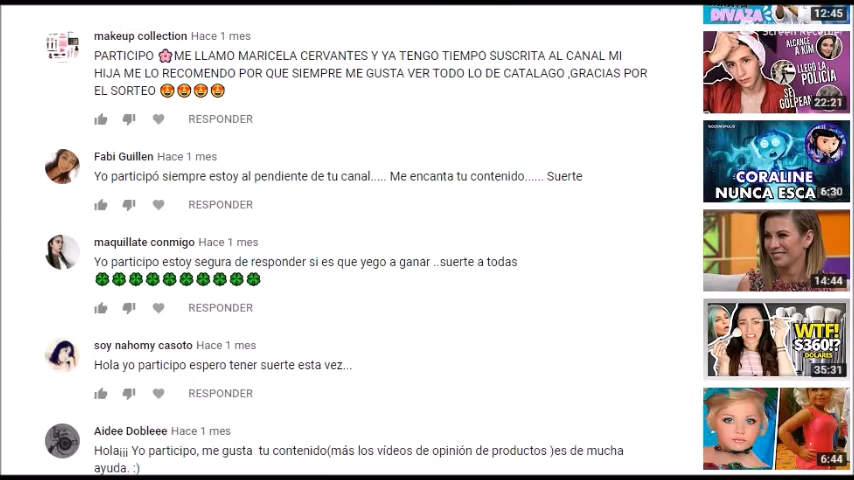 makeup collection Hace 1 mes
PARTICIPO 🌸ME LLAMO MARICELA CERVANTES Y YA TENGO TIEMPO SUSCRITA AL CANAL MI
HIJA ME LO RECOMENDO POR QUE SIEMPRE ME GUSTA VER TODO LO DE CATALAGO ,GRACIAS POR
EL SORTEO 🤩🤩🤩🤩
RESPONDER
Fabi Guillen Hace 1 mes
Yo participó siempre estoy al pendiente de tu canal..... Me encanta tu contenido...... Suerte
RESPONDER
maquillate conmigo Hace 1 mes
Yo participo estoy segura de responder si es que yego a ganar ..suerte a todas
🍀🍀🍀🍀🍀🍀🍀🍀🍀🍀
RESPONDER
soy nahomy casoto Hace 1 mes
Hola yo participo espero tener suerte esta vez...
RESPONDER
Aidee Dobleee Hace 1 mes
Hola¡¡¡ Yo participo, me gusta  tu contenido(más los vídeos de opinión de productos )es de mucha
ayuda. :)
DIVAZA
12:45
ALCANCE
A KIM
LLEGÓ LA
POLICÍA
SE
GOLPEAN
22:21
CORALINE
NUNCA ESCA
6:30
14:44
WTF!
$360!?
DOLARES
35:31
6:44